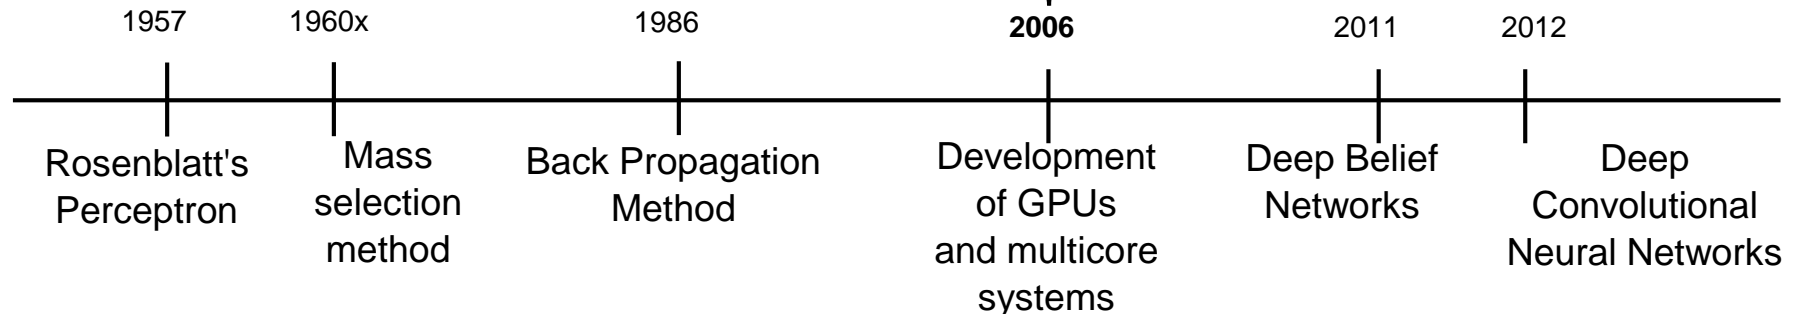 1957
1960x
1986
2006
2011
2012
Rosenblatt's
Perceptron
Mass
selection
method
Back Propagation
Method
Development
of GPUs
and multicore
systems
Deep Belief
Networks
Deep
Convolutional
Neural Networks